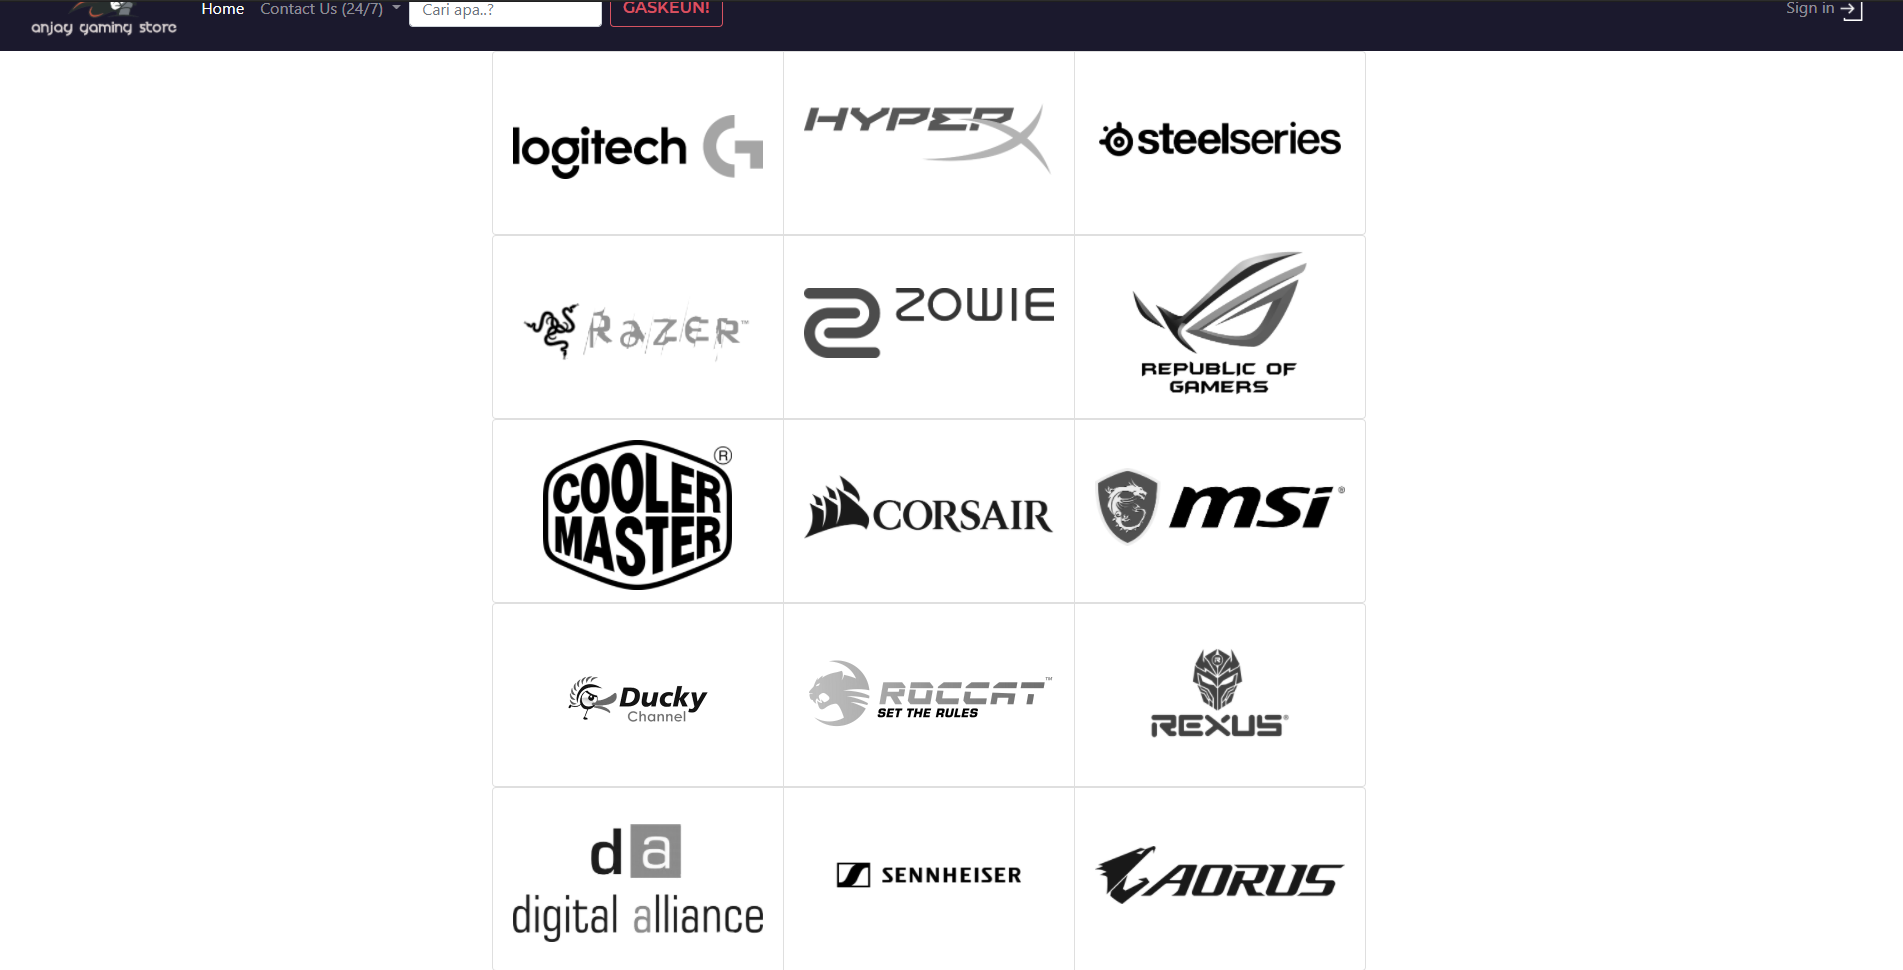 anjay gaming store
Home
Contact Us (24/7)
Cari apa..?
GASKEUN!
Sign in
logitech G
HYPERX
steelseries
RAZER™
ZOWIE
REPUBLIC OF
GAMERS
COOLER
MASTER®
CORSAIR
msi®
Ducky
Channel
ROCCAT™
SET THE RULES
REXUS®
da
digital alliance
SENNHEISER
AORUS